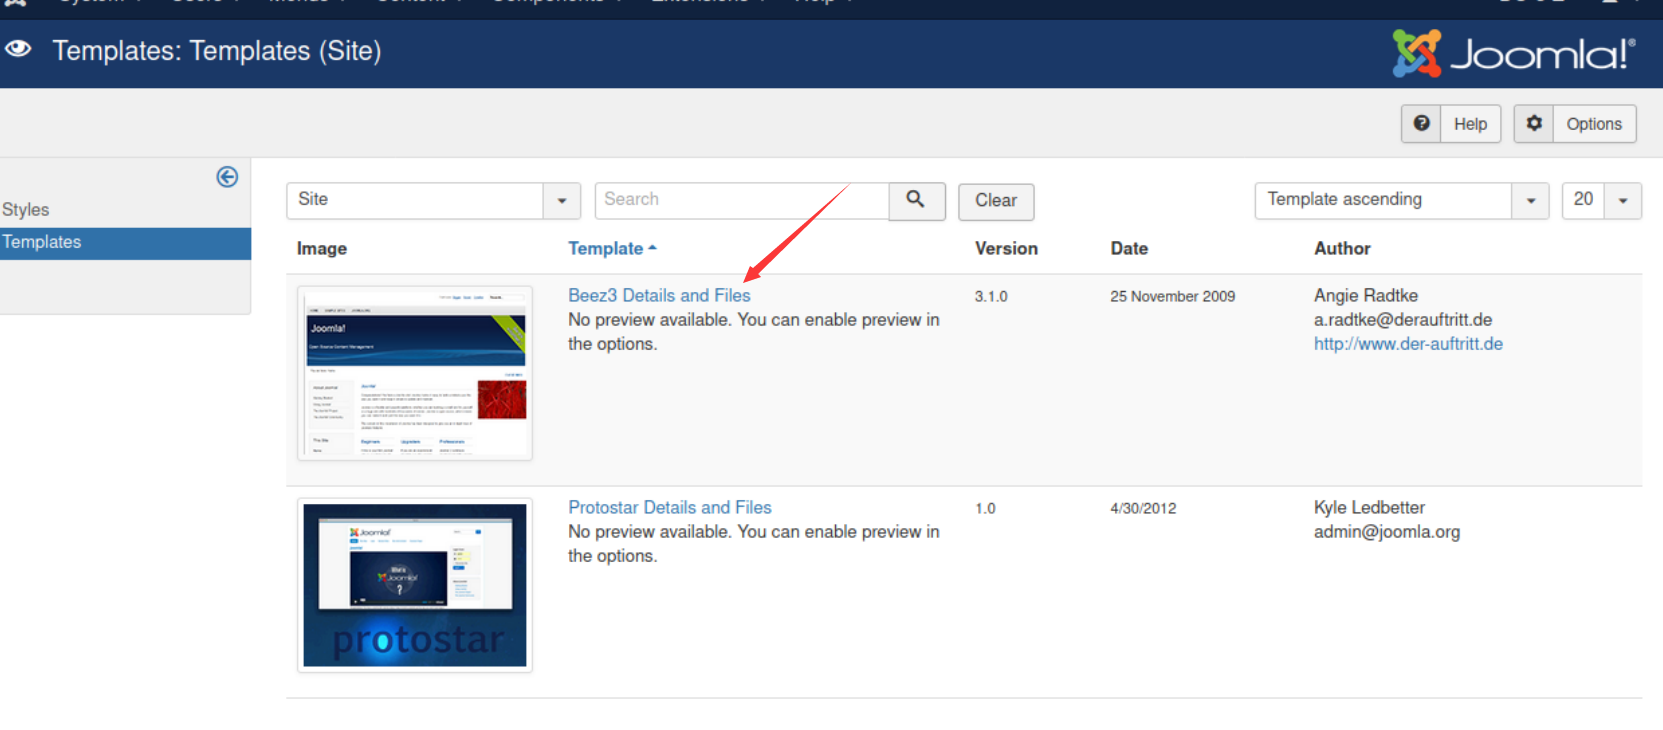 Templates: Templates (Site)
Joomla!®
Help
Options
Styles
Templates
Site
Search
Clear
Template ascending
20
Image
Template
Version
Date
Author
Beez3 Details and Files
3.1.0
25 November 2009
Angie Radtke
No preview available. You can enable preview in
a.radtke@derauftritt.de
the options.
http://www.der-auftritt.de
Joomla!
Protostar Details and Files
1.0
4/30/2012
Kyle Ledbetter
No preview available. You can enable preview in
admin@joomla.org
the options.
Joomla!
protostar